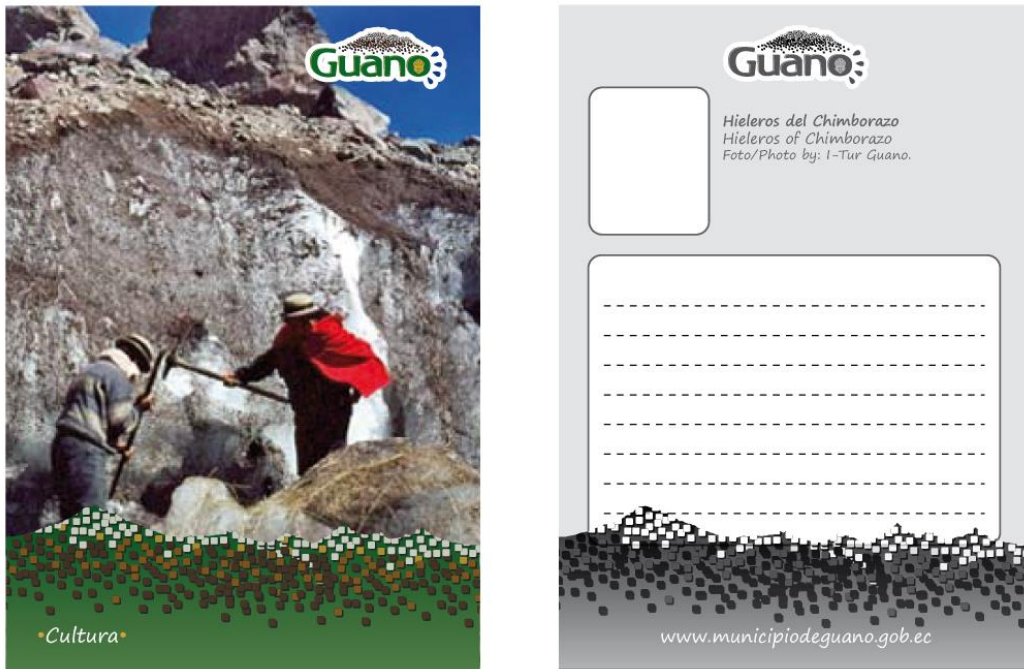 Guano
•Cultura•
Guano
Hieleros del Chimborazo
Hieleros of Chimborazo
Foto/Photo by: I-Tur Guano.
www.municipiodeguano.gob.ec